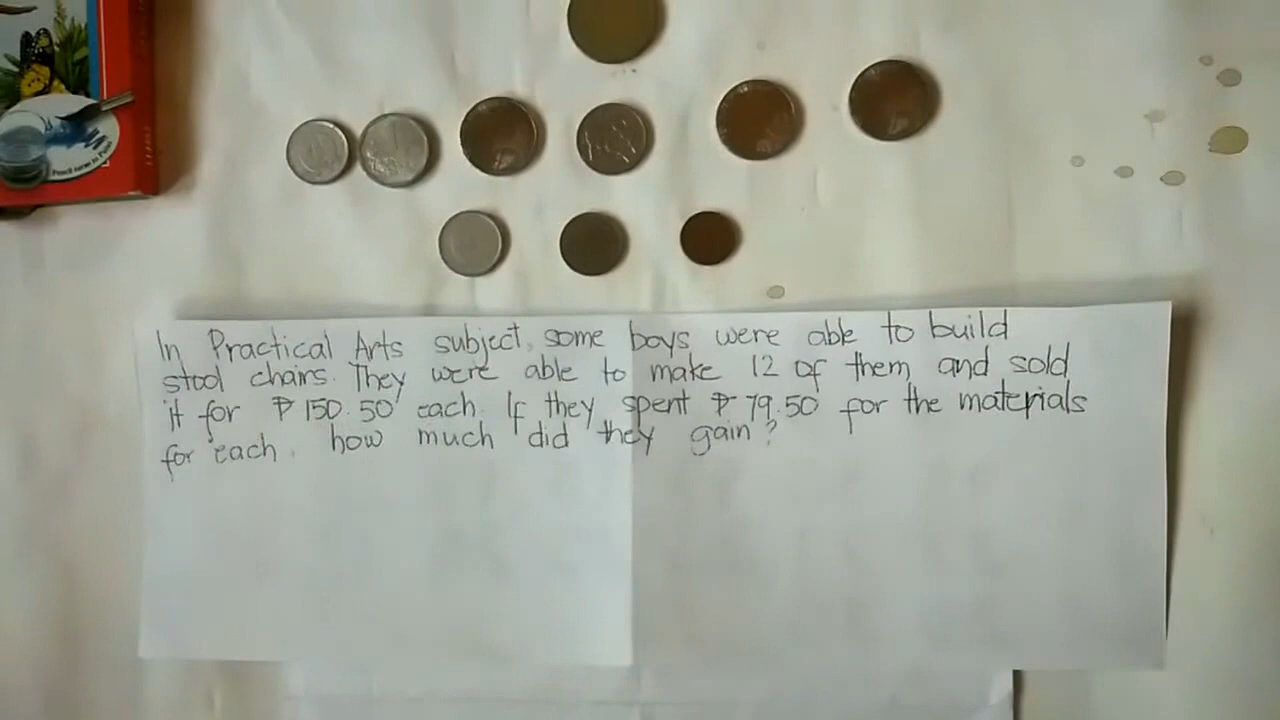 In Practical Arts subject, some boys were able to build
stool chairs. They were able to make 12 of them and sold
it for ₱ 150.50 each. If they spent ₱ 79.50 for the materials
for each, how much did they gain?